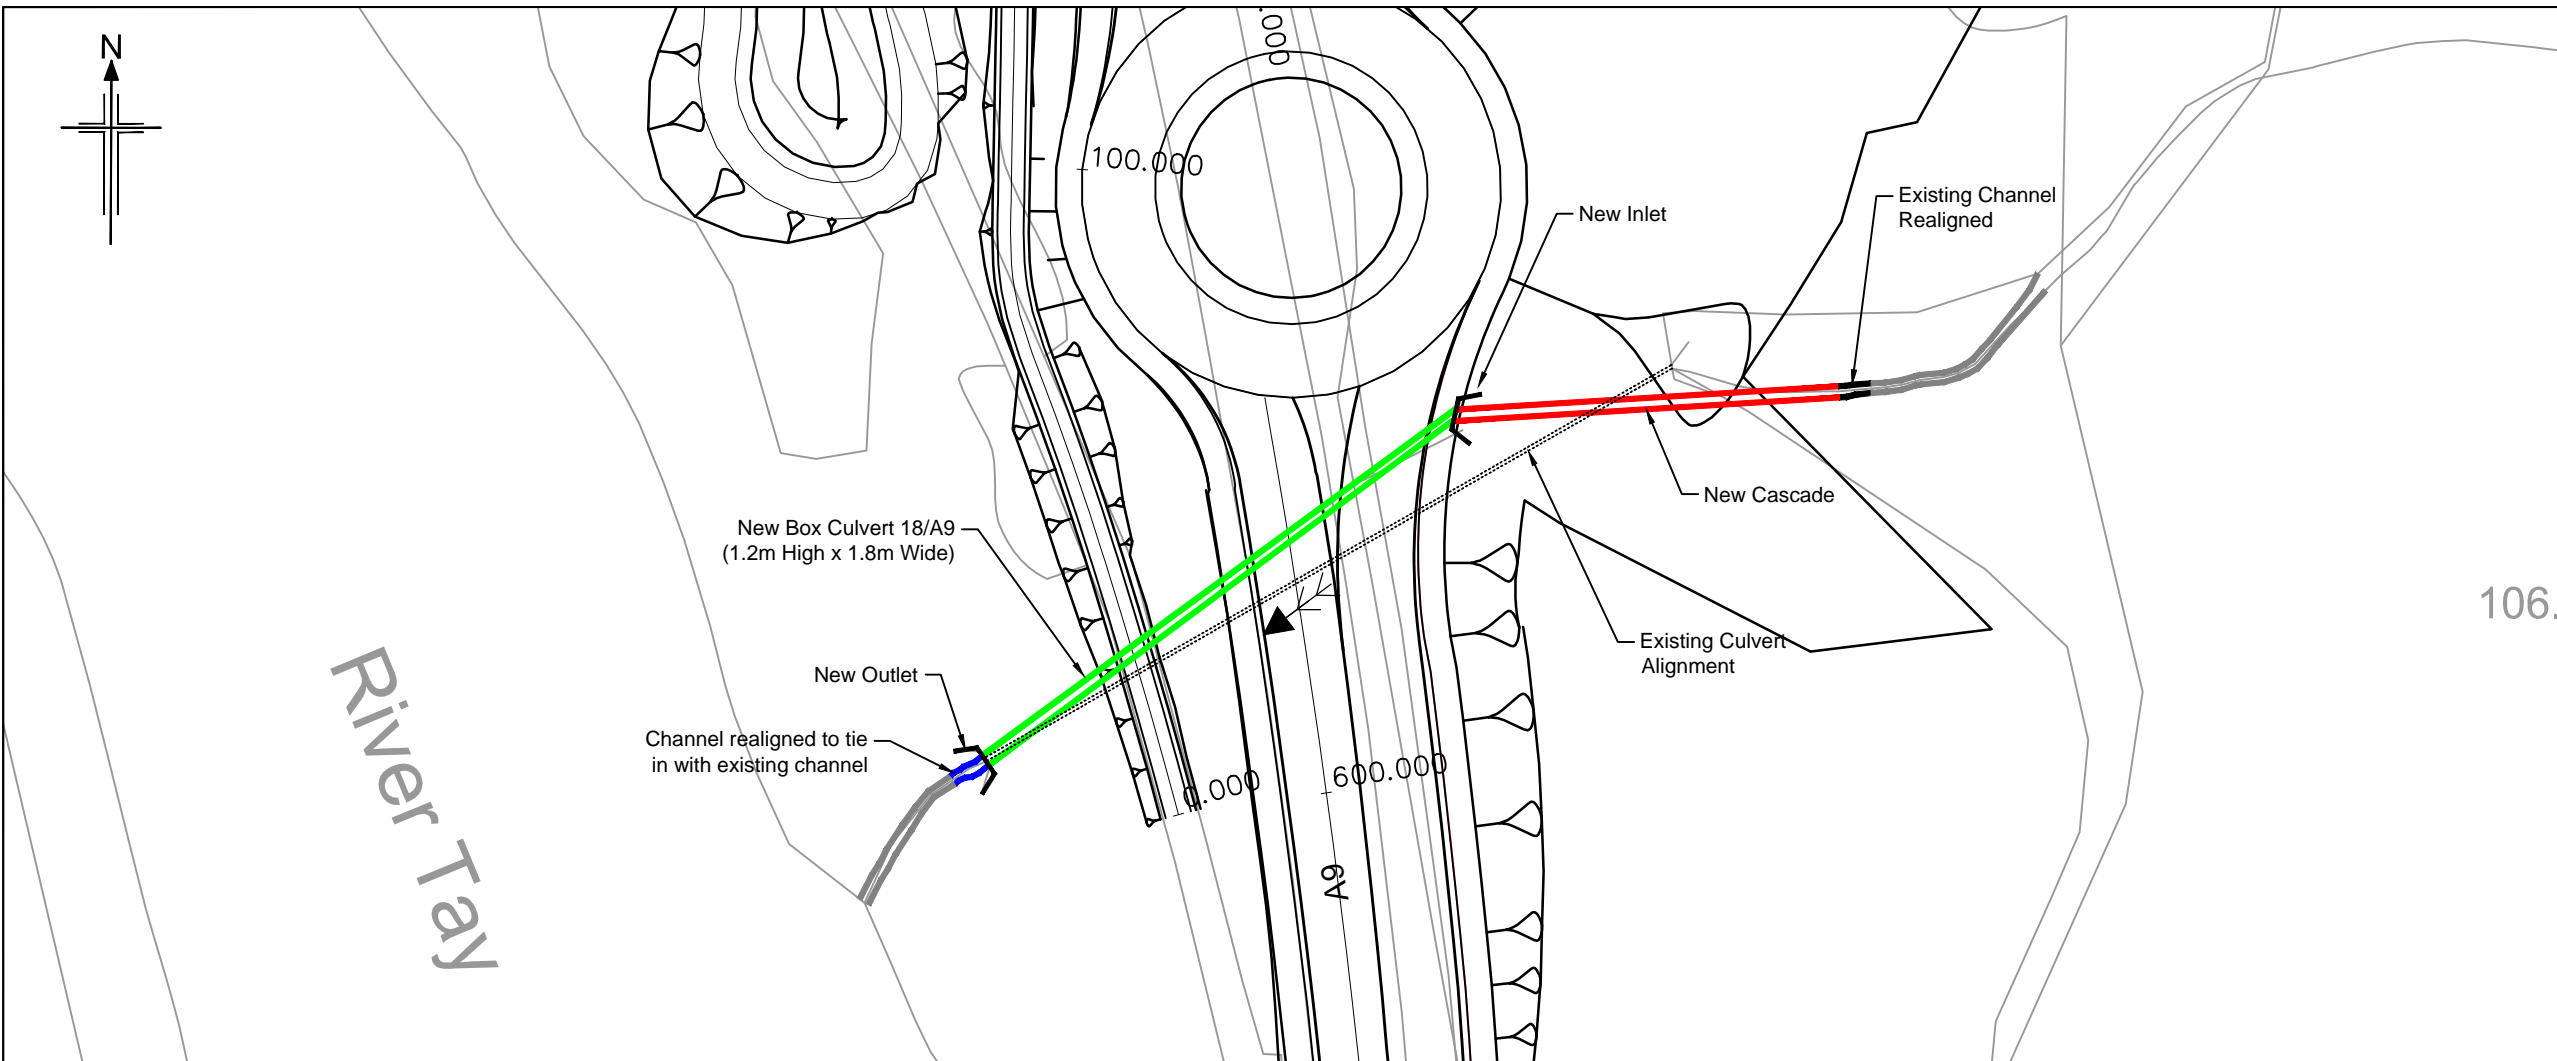 N
.000
100.000
New Inlet
Existing Channel
Realigned
New Cascade
New Box Culvert 18/A9
(1.2m High x 1.8m Wide)
106.
Existing Culvert
Alignment
New Outlet
River Tay
Channel realigned to tie
in with existing channel
0.000
600.000
A9